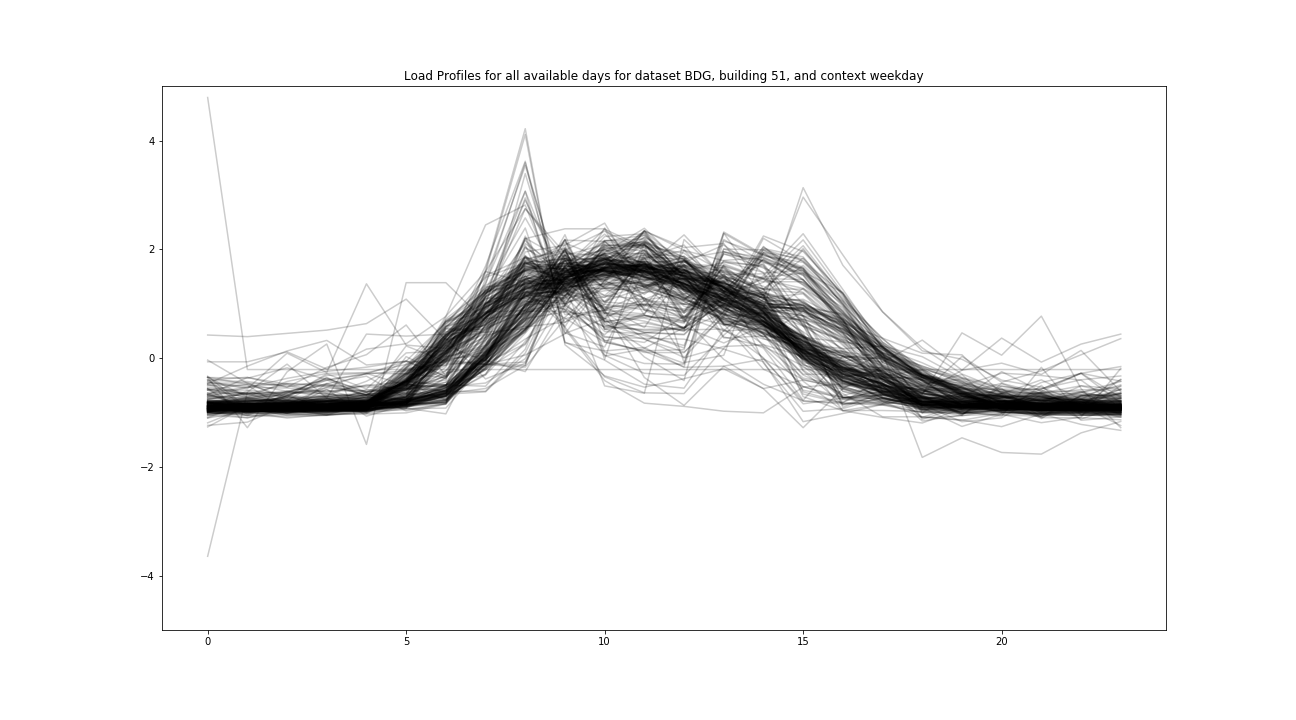 Load Profiles for all available days for dataset BDG, building 51, and context weekday
4
2
0
−2
−4
0 5 10 15 20